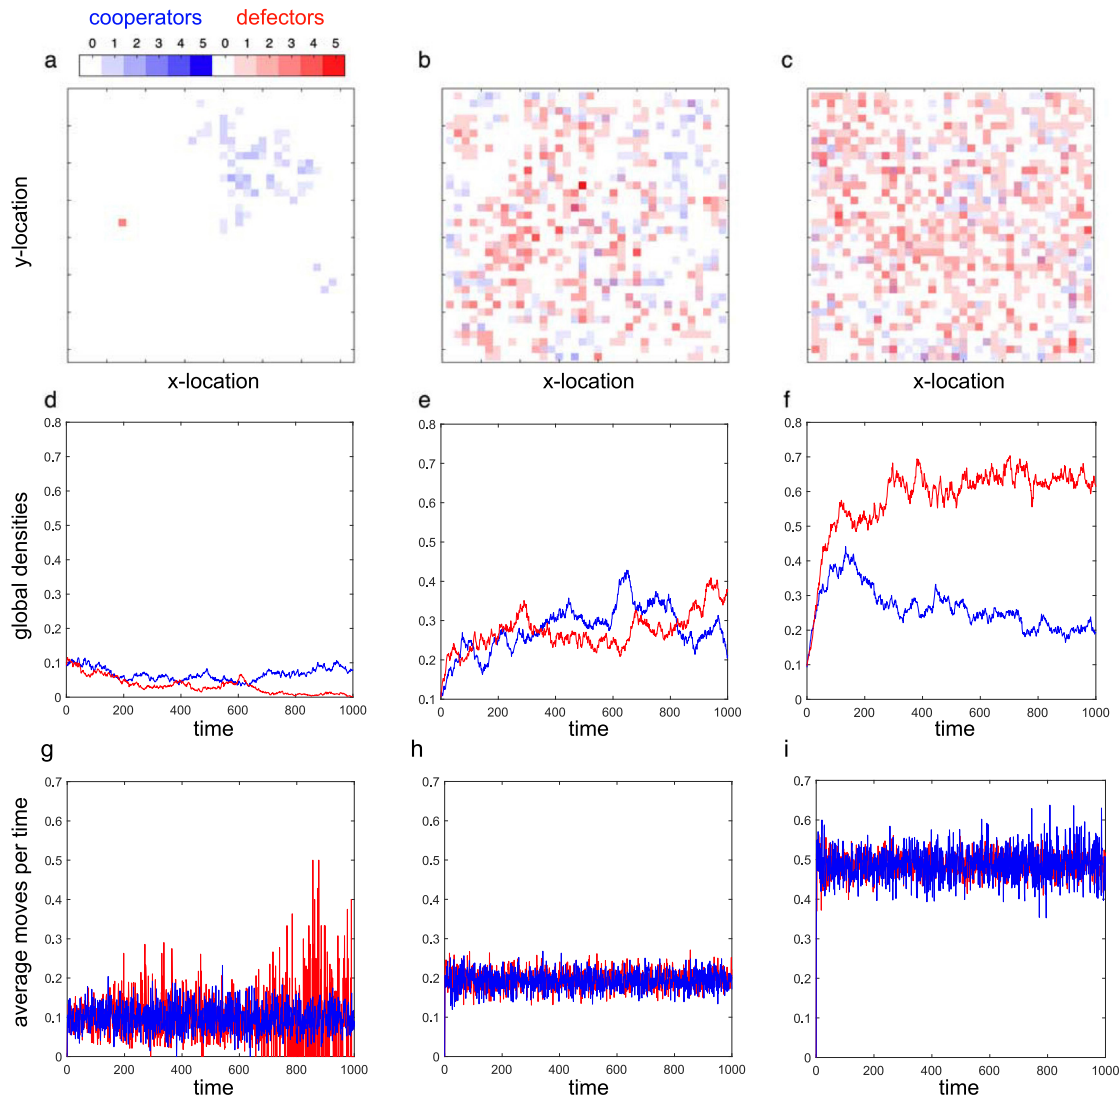 cooperators defectors
0 1 2 3 4 5 0 1 2 3 4 5
a b c
y-location
x-location x-location x-location
d e f
global densities
0.8 0.7 0.6 0.5 0.4 0.3 0.2 0.1 0
0 200 400 600 800 1000
time
0.8 0.7 0.6 0.5 0.4 0.3 0.2 0.1
0 200 400 600 800 1000
time
0.8 0.7 0.6 0.5 0.4 0.3 0.2 0.1 0
0 200 400 600 800 1000
time
g h i
average moves per time
0.7 0.6 0.5 0.4 0.3 0.2 0.1 0
0 200 400 600 800 1000
time
0.7 0.6 0.5 0.4 0.3 0.2 0.1 0
0 200 400 600 800 1000
time
0.7 0.6 0.5 0.4 0.3 0.2 0.1 0
0 200 400 600 800 1000
time